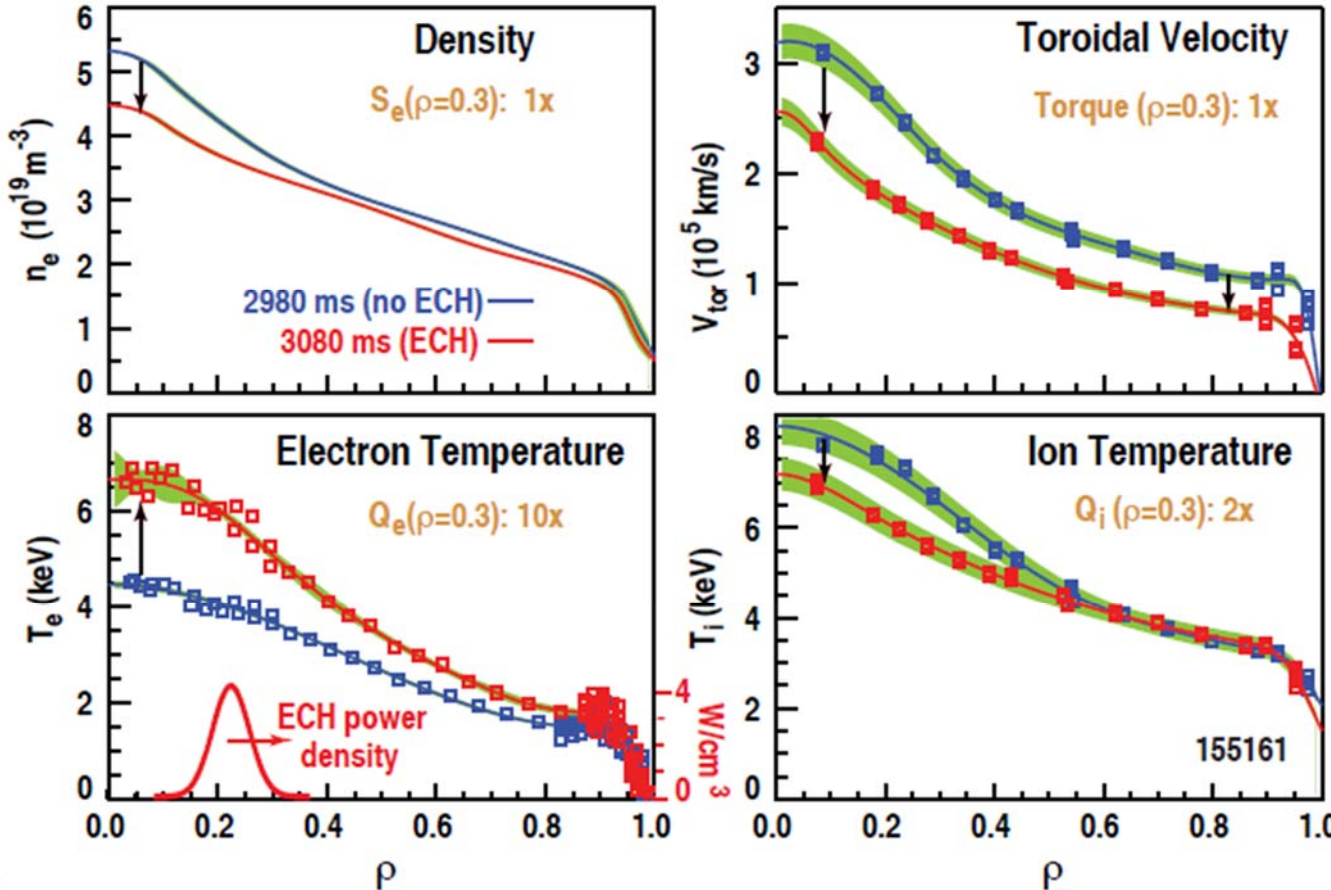 Density
S_e(ρ=0.3): 1x
n_e (10^19 m^-3)
6
5
4
3
2
1
0
2980 ms (no ECH)
3080 ms (ECH)
Toroidal Velocity
Torque (ρ=0.3): 1x
V_tor (10^5 km/s)
3
2
1
0
Electron Temperature
Q_e(ρ=0.3): 10x
T_e (keV)
8
6
4
2
0
ECH power
density
4
0
W/cm^3
0.0 0.2 0.4 0.6 0.8 1.0
ρ
Ion Temperature
Q_i (ρ=0.3): 2x
T_i (keV)
8
6
4
2
0
155161
0.0 0.2 0.4 0.6 0.8 1.0
ρ